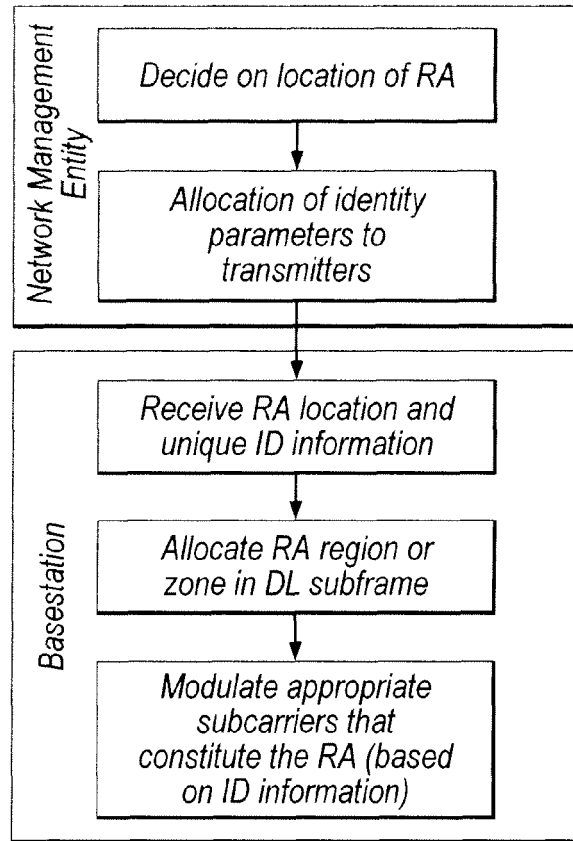 Network Management
Entity
Decide on location of RA
Allocation of identity
parameters to
transmitters
Basestation
Receive RA location and
unique ID information
Allocate RA region or
zone in DL subframe
Modulate appropriate
subcarriers that
constitute the RA (based
on ID information)